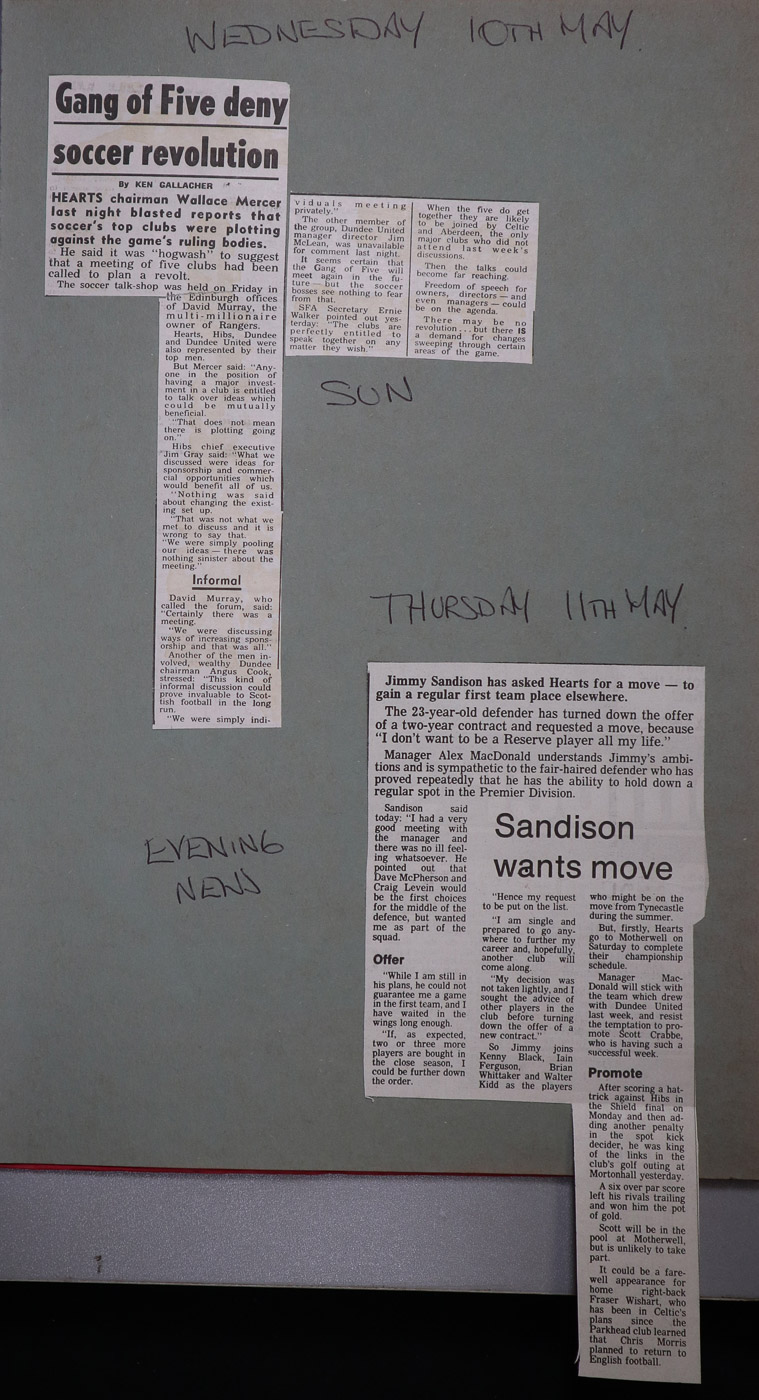 WEDNESDAY 10TH MAY.
Gang of Five deny
soccer revolution
By KEN GALLACHER
HEARTS chairman Wallace Mercer
last night blasted reports that
soccer's top clubs were plotting
against the game's ruling bodies.
He said it was "hogwash" to suggest
that a meeting of five clubs had been
called to plan a revolt.
The soccer talk-shop was held on Friday in
the Edinburgh offices
of David Murray, the
multi-millionaire
owner of Rangers.
Hearts, Hibs, Dundee
and Dundee United were
also represented by their
top men.
But Mercer said: "Any-
one in the position of
having a major invest-
ment in a club is entitled
to talk over ideas which
could be mutually
beneficial.
"That does not mean
there is plotting going
on."
Hibs chief executive
Jim Gray said: "What we
discussed were ideas for
sponsorship and commer-
cial opportunities which
would benefit all of us.
"Nothing was said
about changing the exist-
ing set up.
"That was not what we
met to discuss and it is
wrong to say that.
"We were simply pooling
our ideas — there was
nothing sinister about the
meeting."
Informal
David Murray, who
called the forum, said:
"Certainly there was a
meeting.
"We were discussing
ways of increasing spons-
orship and that was all."
Another of the men in-
volved, wealthy Dundee
chairman Angus Cook,
stressed: "This kind of
informal discussion could
prove invaluable to Scot-
tish football in the long
run.
"We were simply indi-
viduals meeting
privately."
The other member of
the group, Dundee United
manager director Jim
McLean, was unavailable
for comment last night.
It seems certain that
the Gang of Five will
meet again in the fu-
ture — but the soccer
bosses see nothing to fear
from that.
SFA Secretary Ernie
Walker pointed out yes-
terday: "The clubs are
perfectly entitled to
speak together on any
matter they wish."
When the five do get
together they are likely
to be joined by Celtic
and Aberdeen, the only
major clubs who did not
attend last week's
discussions.
Then the talks could
become far reaching.
Freedom of speech for
owners, directors — and
even managers — could
be on the agenda.
There may be no
revolution . . . but there IS
a demand for changes
sweeping through certain
areas of the game.
SUN
THURSDAY 11TH MAY.
Jimmy Sandison has asked Hearts for a move — to
gain a regular first team place elsewhere.
The 23-year-old defender has turned down the offer
of a two-year contract and requested a move, because
"I don't want to be a Reserve player all my life."
Manager Alex MacDonald understands Jimmy's ambi-
tions and is sympathetic to the fair-haired defender who has
proved repeatedly that he has the ability to hold down a
regular spot in the Premier Division.
Sandison wants move
Sandison said
today: "I had a very
good meeting with
the manager and
there was no ill feel-
ing whatsoever. He
pointed out that
Dave McPherson and
Craig Levein would
be the first choices
for the middle of the
defence, but wanted
me as part of the
squad.
Offer
"While I am still in
his plans, he could not
guarantee me a game
in the first team, and I
have waited in the
wings long enough.
"If, as expected,
two or three more
players are bought in
the close season, I
could be further down
the order.
"Hence my request
to be put on the list.
"I am single and
prepared to go any-
where to further my
career and, hopefully,
another club will
come along.
"My decision was
not taken lightly, and I
sought the advice of
other players in the
club before turning
down the offer of a
new contract."
So Jimmy joins
Kenny Black, Iain
Ferguson, Brian
Whittaker and Walter
Kidd as the players
who might be on the
move from Tynecastle
during the summer.
But, firstly, Hearts
go to Motherwell on
Saturday to complete
their championship
schedule.
Manager Mac-
Donald will stick with
the team which drew
with Dundee United
last week, and resist
the temptation to pro-
mote Scott Crabbe,
who is having such a
successful week.
Promote
After scoring a hat-
trick against Hibs in
the Shield final on
Monday and then ad-
ding another penalty
in the spot kick
decider, he was king
of the links in the
club's golf outing at
Mortonhall yesterday.
A six over par score
left his rivals trailing
and won him the pot
of gold.
Scott will be in the
pool at Motherwell,
but is unlikely to take
part.
It could be a fare-
well appearance for
home right-back
Fraser Wishart, who
has been in Celtic's
plans since the
Parkhead club learned
that Chris Morris
planned to return to
English football.
EVENING
NEWS